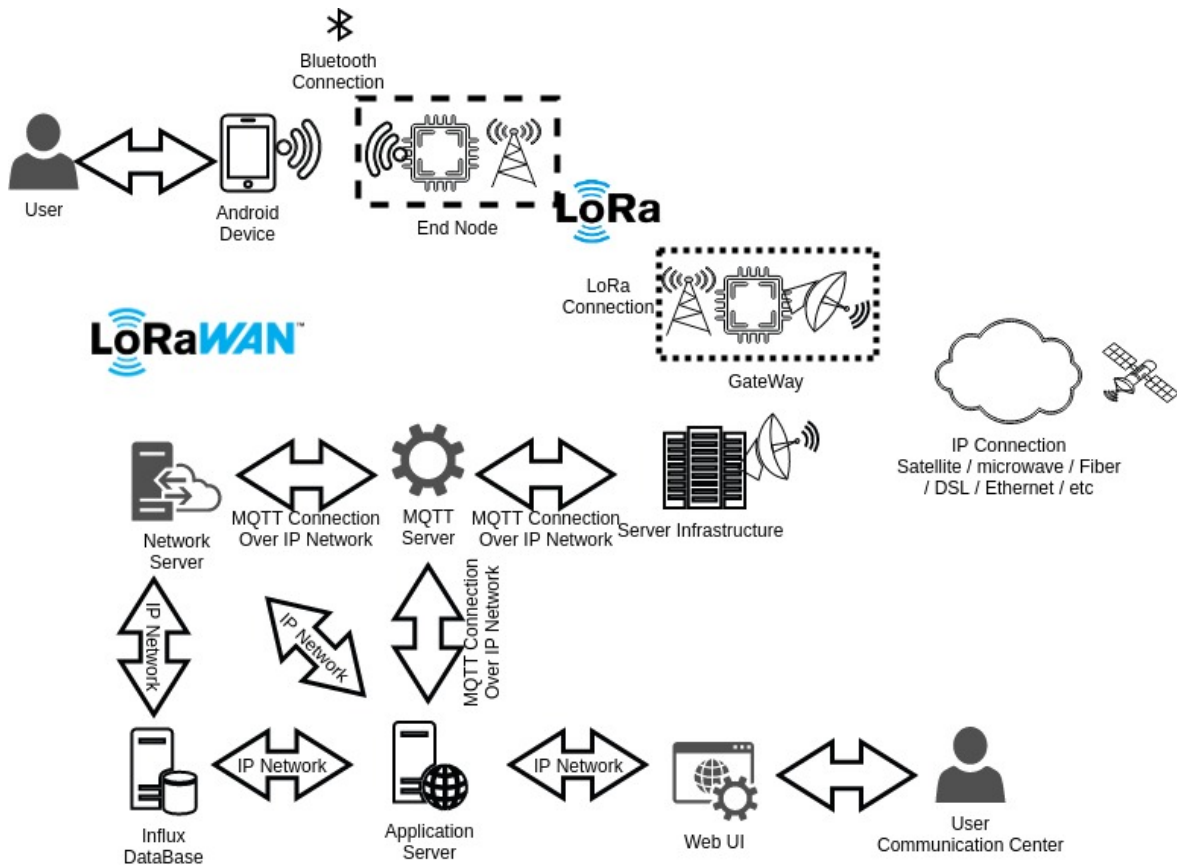 Bluetooth
Connection
User
Android
Device
End Node
LoRa
LoRa
Connection
GateWay
LoRaWAN™
IP Connection
Satellite / microwave / Fiber
/ DSL / Ethernet / etc
Network
Server
MQTT Connection
Over IP Network
MQTT
Server
MQTT Connection
Over IP Network
Server Infrastructure
IP Network
IP Network
MQTT Connection
Over IP Network
IP Network
IP Network
Influx
DataBase
Application
Server
Web UI
User
Communication Center